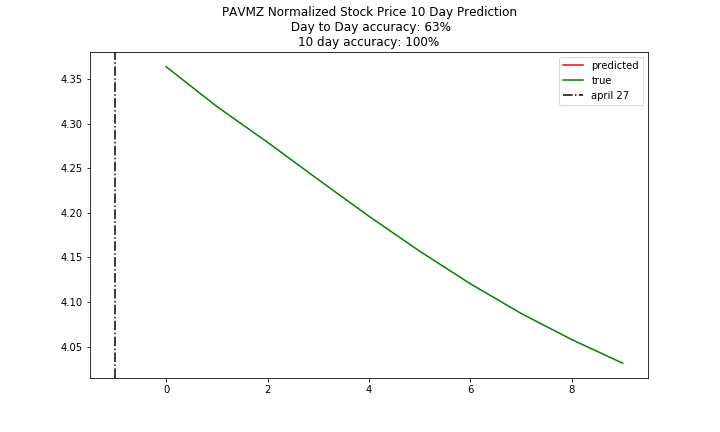 PAVMZ Normalized Stock Price 10 Day Prediction
Day to Day accuracy: 63%
10 day accuracy: 100%
predicted
true
april 27
4.35
4.30
4.25
4.20
4.15
4.10
4.05
0 2 4 6 8